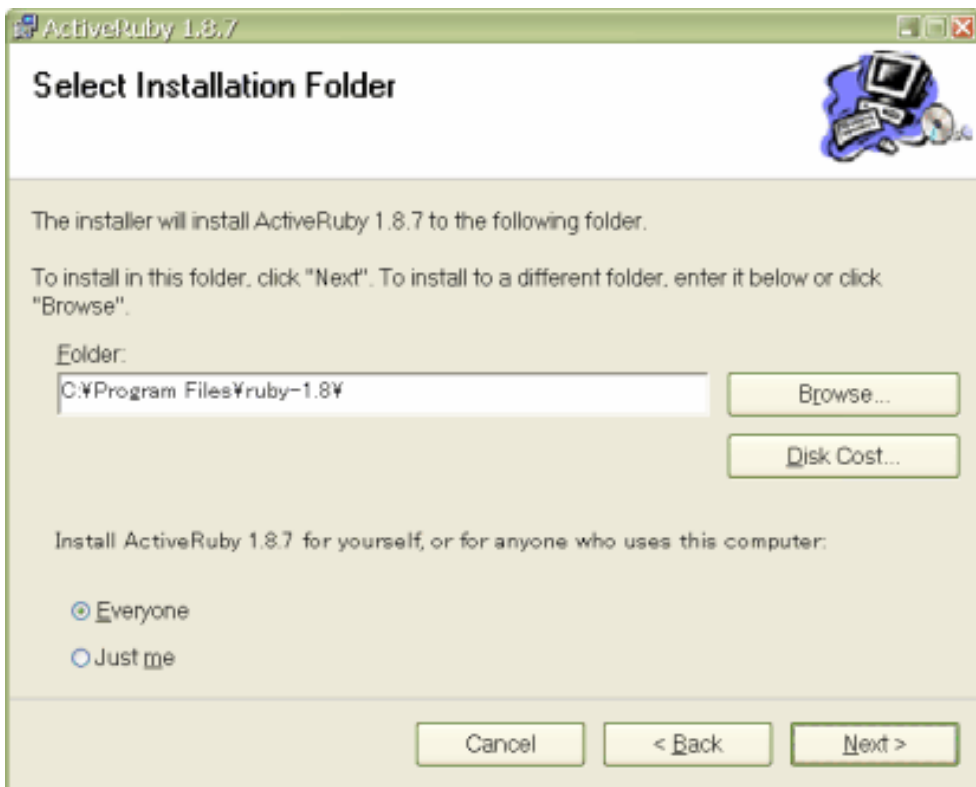 ActiveRuby 1.8.7
Select Installation Folder
The installer will install ActiveRuby 1.8.7 to the following folder.
To install in this folder, click "Next". To install to a different folder, enter it below or click
"Browse".
Folder:
C:¥Program Files¥ruby-1.8¥
Browse...
Disk Cost...
Install ActiveRuby 1.8.7 for yourself, or for anyone who uses this computer:
Everyone
Just me
Cancel
< Back
Next >